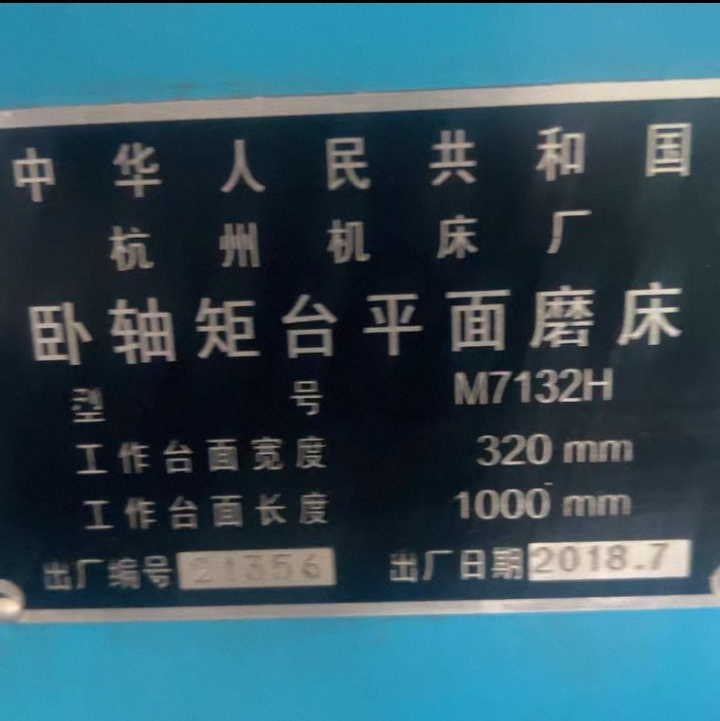 中华人民共和国
杭州机床厂
卧轴矩台平面磨床
型号 M7132H
工作台面宽度 320 mm
工作台面长度 1000 mm
出厂编号 21356 出厂日期 2018.7